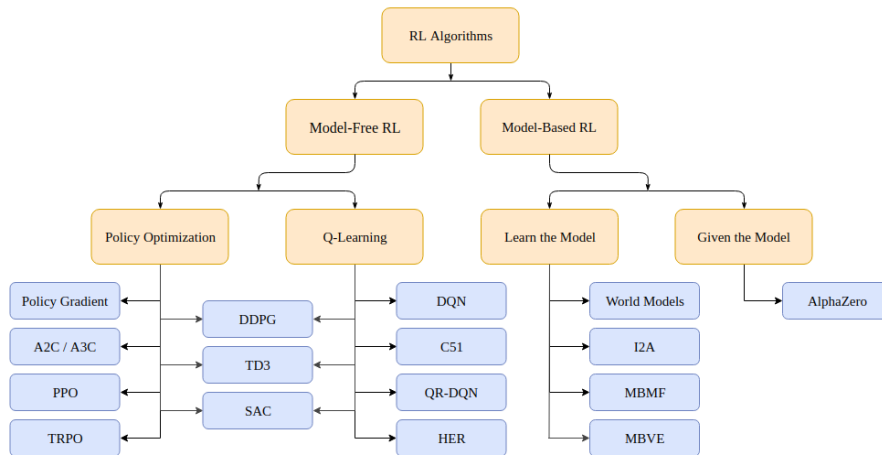 RL Algorithms
Model-Free RL
Model-Based RL
Policy Optimization
Q-Learning
Learn the Model
Given the Model
Policy Gradient
DDPG
DQN
World Models
AlphaZero
A2C / A3C
TD3
C51
I2A
PPO
SAC
QR-DQN
MBMF
TRPO
HER
MBVE